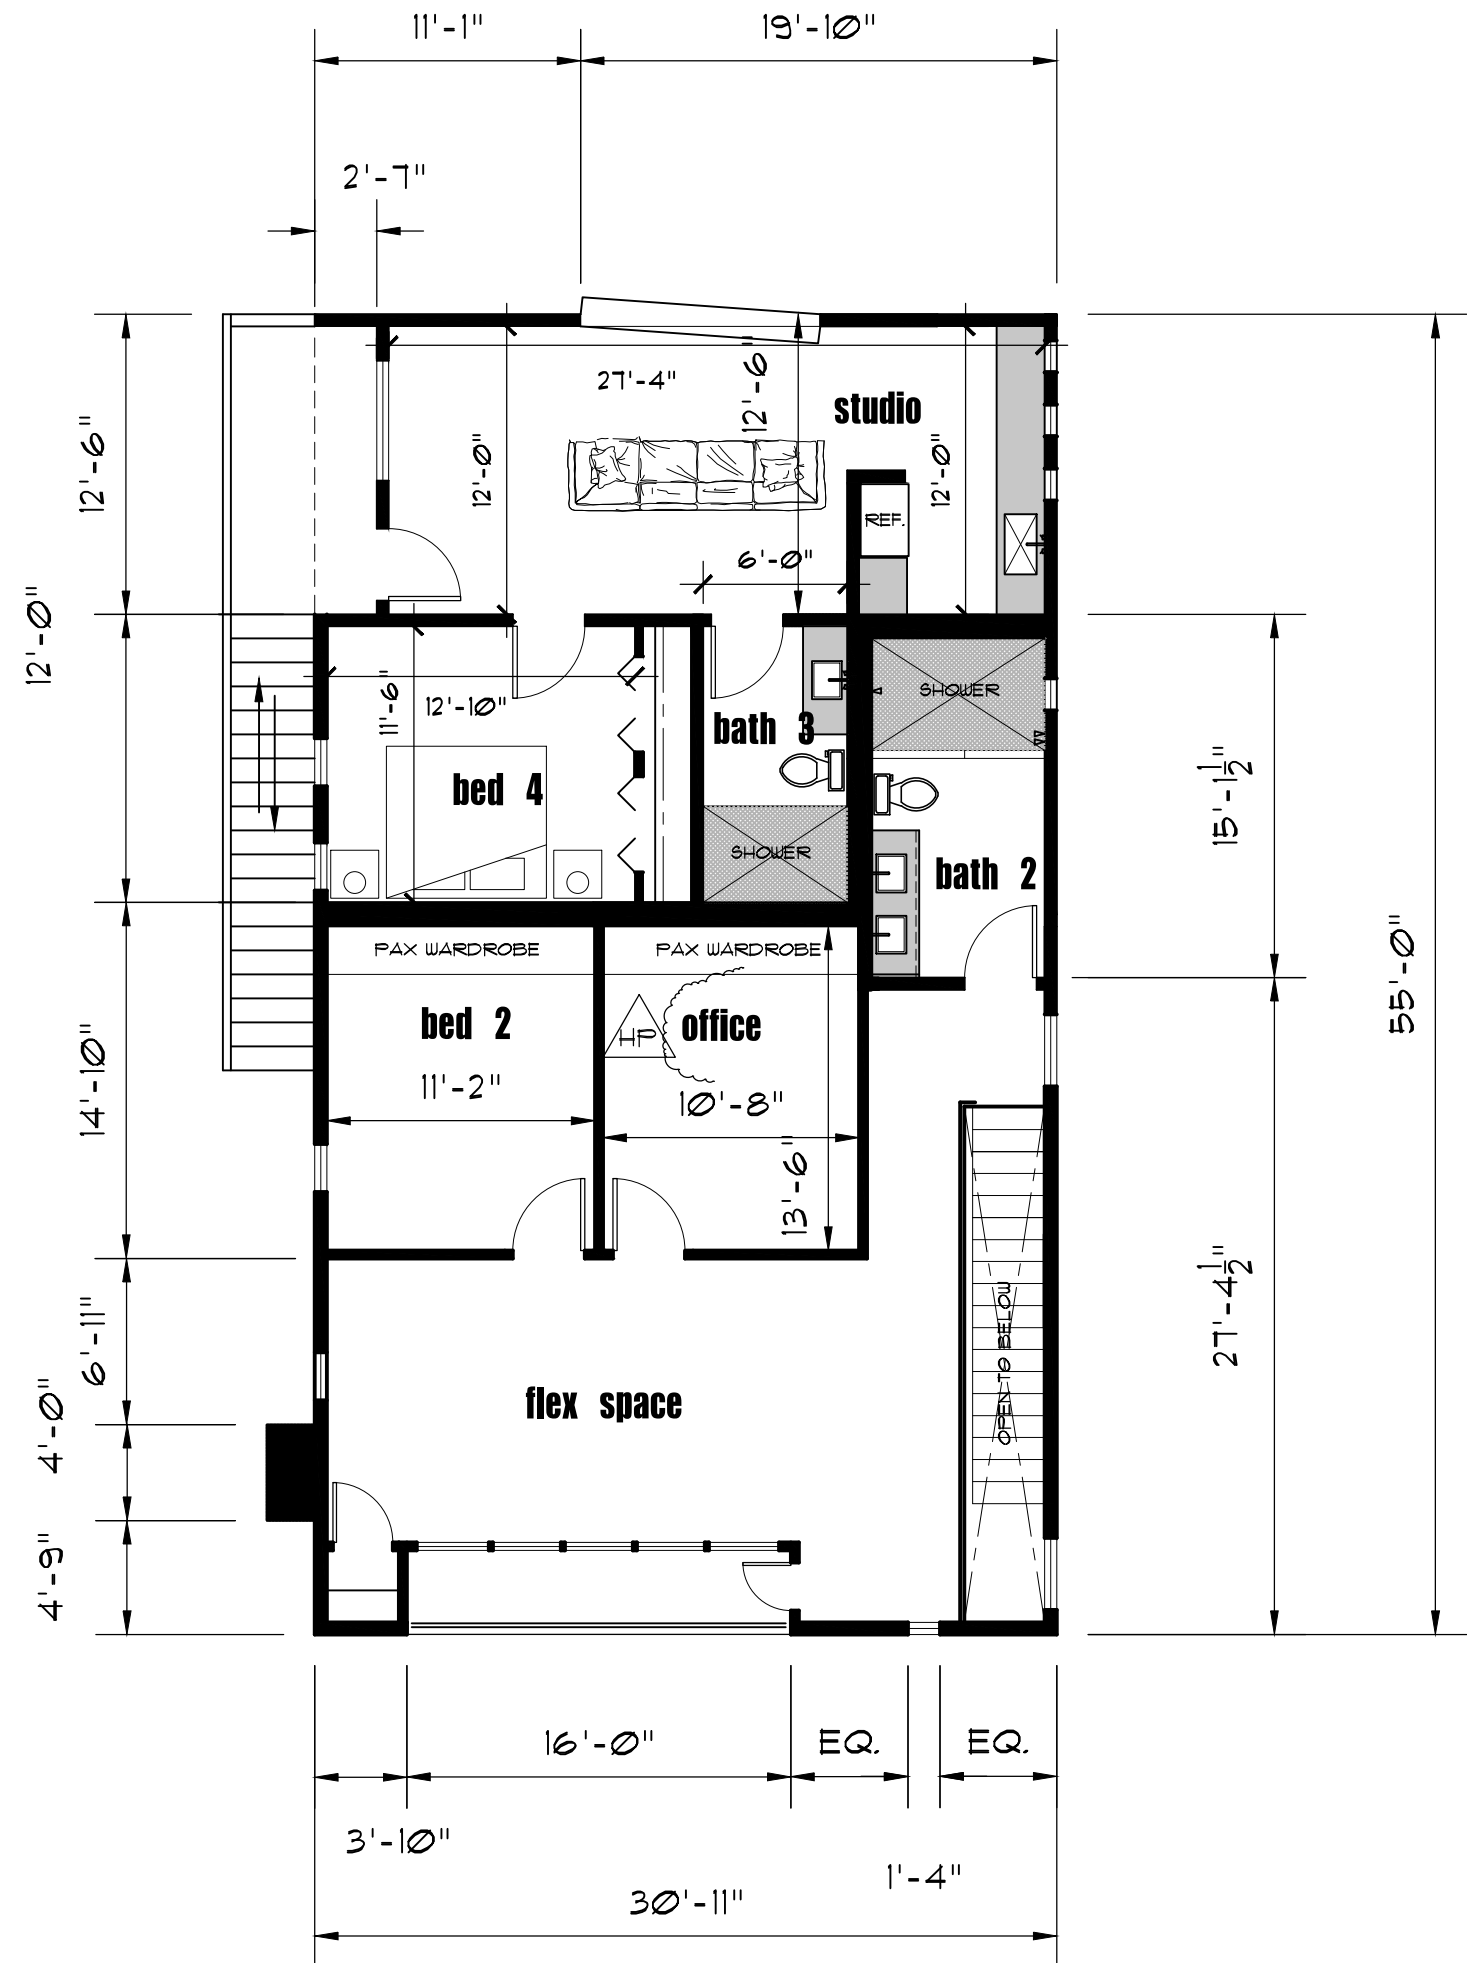 11'-1"
19'-10"
2'-7"
12'-6"
27'-4"
studio
12'-6"
12'-0"
12'-0"
REF.
6'-0"
12'-0"
11'-6"
12'-10"
SHOWER
bath 3
bed 4
15'-1 1/2"
SHOWER
bath 2
55'-0"
PAX WARDROBE
PAX WARDROBE
bed 2
office
HP
14'-10"
11'-2"
10'-8"
13'-6"
27'-4 1/2"
6'-11"
OPEN TO BELOW
flex space
4'-0"
4'-9"
16'-0"
EQ.
EQ.
3'-10"
1'-4"
30'-11"